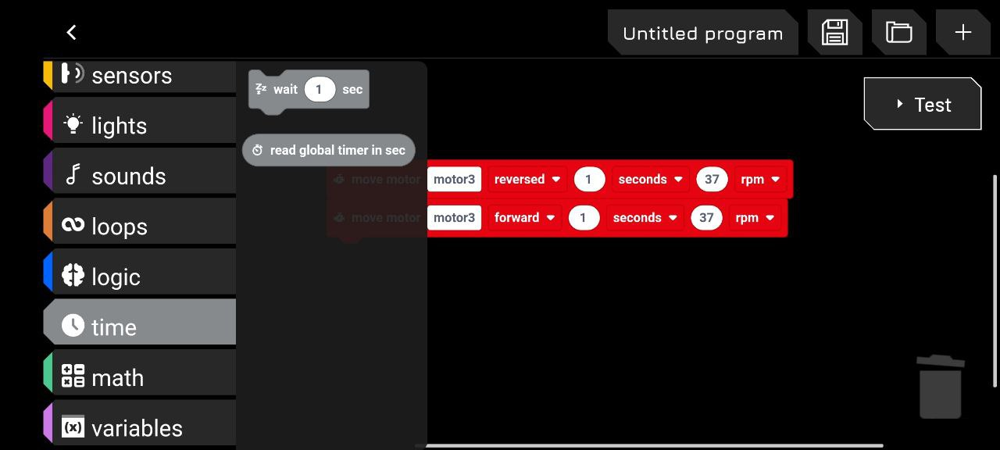 Untitled program
sensors
lights
sounds
loops
logic
time
math
(x) variables
wait 1 sec
read global timer in sec
Test
move motor motor3 reversed 1 seconds 37 rpm
move motor motor3 forward 1 seconds 37 rpm